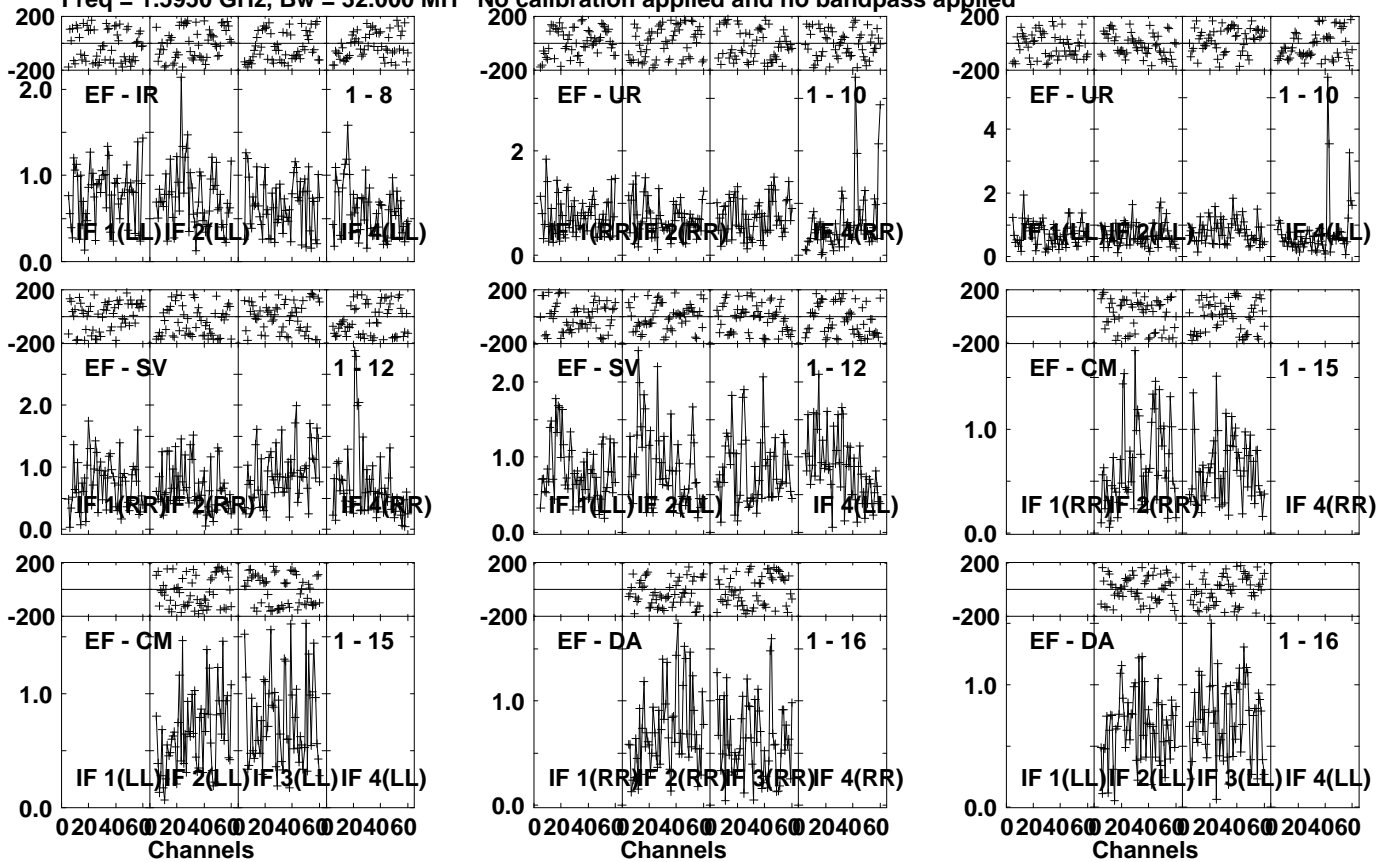 Freq = 1.5950 GHz, Bw = 32.000 MH No calibration applied and no bandpass applied
200
-200
2.0
1.0
0.0
EF - IR
1 - 8
IF 1(LL) IF 2(LL) IF 4(LL)
200
-200
2
0
EF - UR
1 - 10
IF 1(RR) IF 2(RR) IF 4(RR)
200
-200
4
2
0
EF - UR
1 - 10
IF 1(LL) IF 2(LL) IF 4(LL)
200
-200
2.0
1.0
0.0
EF - SV
1 - 12
IF 1(RR) IF 2(RR) IF 4(RR)
200
-200
2.0
1.0
0.0
EF - SV
1 - 12
IF 1(LL) IF 2(LL) IF 4(LL)
200
-200
1.0
0.0
EF - CM
1 - 15
IF 1(RR) IF 2(RR) IF 4(RR)
200
-200
1.0
0.0
EF - CM
1 - 15
IF 1(LL) IF 2(LL) IF 3(LL) IF 4(LL)
0 20 40 60 0 20 40 60 0 20 40 60 0 20 40 60
Channels
200
-200
1.0
0.0
EF - DA
1 - 16
IF 1(RR) IF 2(RR) IF 3(RR) IF 4(RR)
0 20 40 60 0 20 40 60 0 20 40 60 0 20 40 60
Channels
200
-200
1.0
0.0
EF - DA
1 - 16
IF 1(LL) IF 2(LL) IF 3(LL) IF 4(LL)
0 20 40 60 0 20 40 60 0 20 40 60 0 20 40 60
Channels